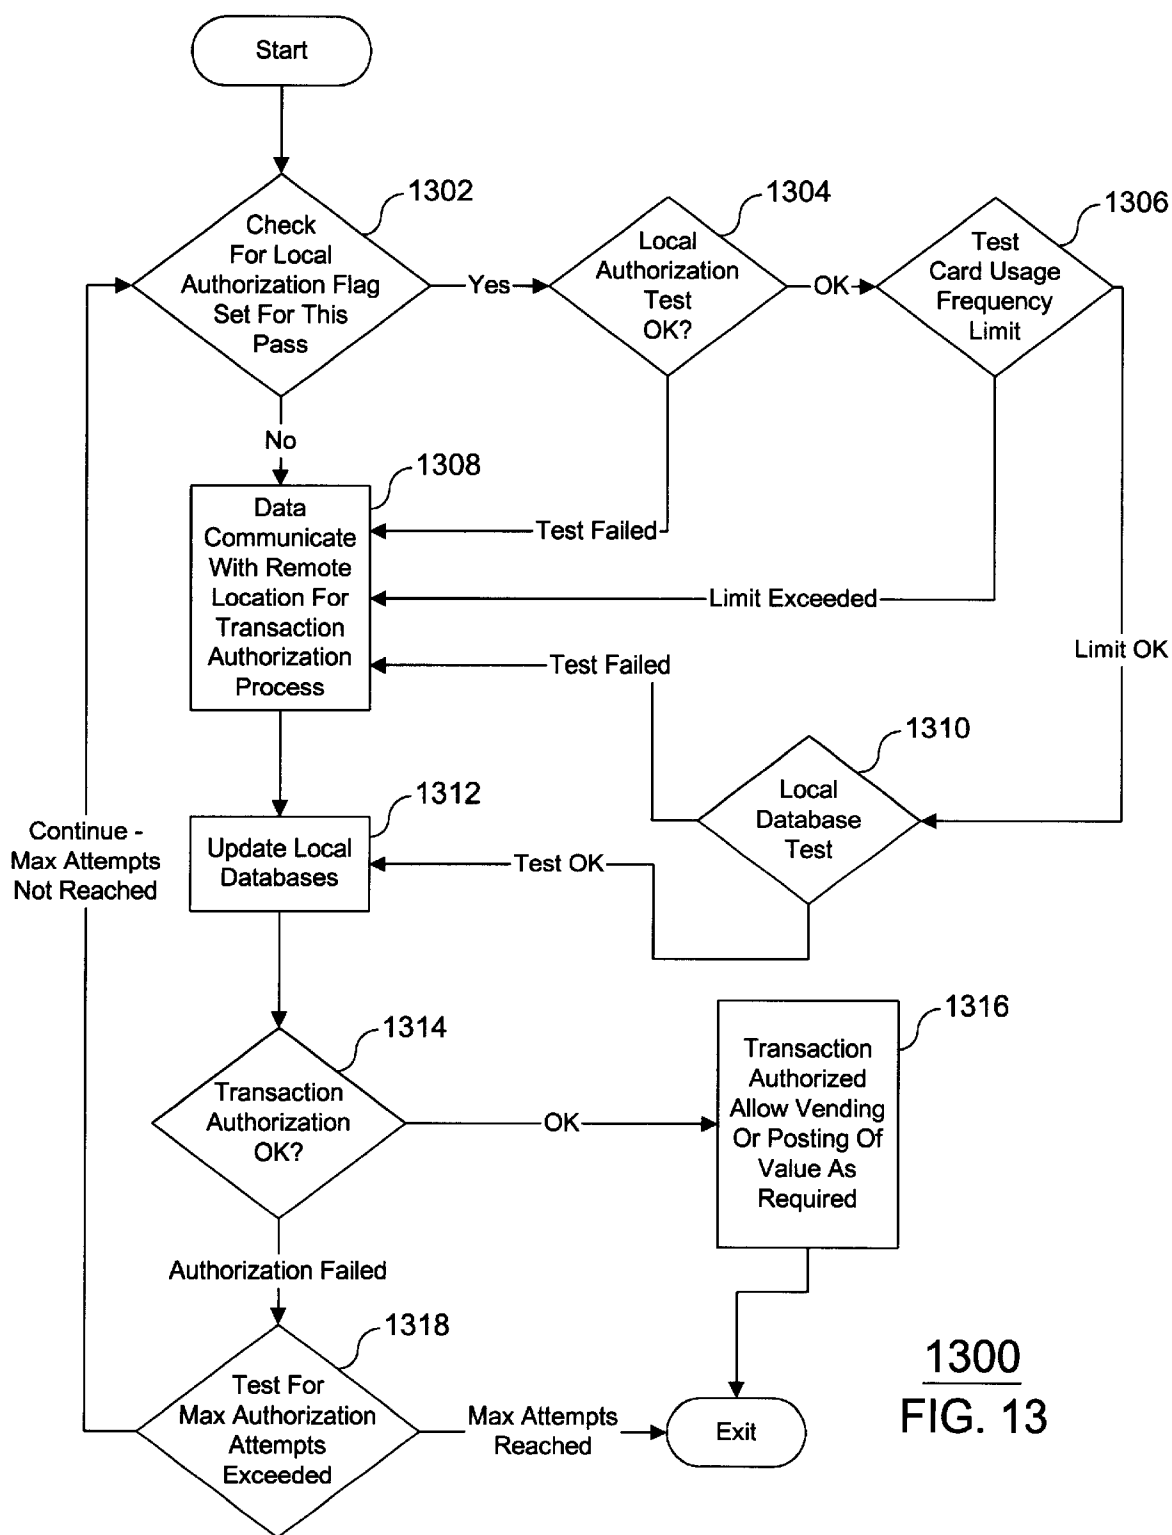 Start
1302
Check
For Local
Authorization Flag
Set For This
Pass
Yes
1304
Local
Authorization
Test
OK?
OK
1306
Test
Card Usage
Frequency
Limit
No
1308
Data
Communicate
With Remote
Location For
Transaction
Authorization
Process
Test Failed
Limit Exceeded
Test Failed
Limit OK
1310
Local
Database
Test
Continue -
Max Attempts
Not Reached
1312
Update Local
Databases
Test OK
1314
Transaction
Authorization
OK?
OK
1316
Transaction
Authorized
Allow Vending
Or Posting Of
Value As
Required
Authorization Failed
1318
Test For
Max Authorization
Attempts
Exceeded
Max Attempts
Reached
Exit
1300
FIG. 13